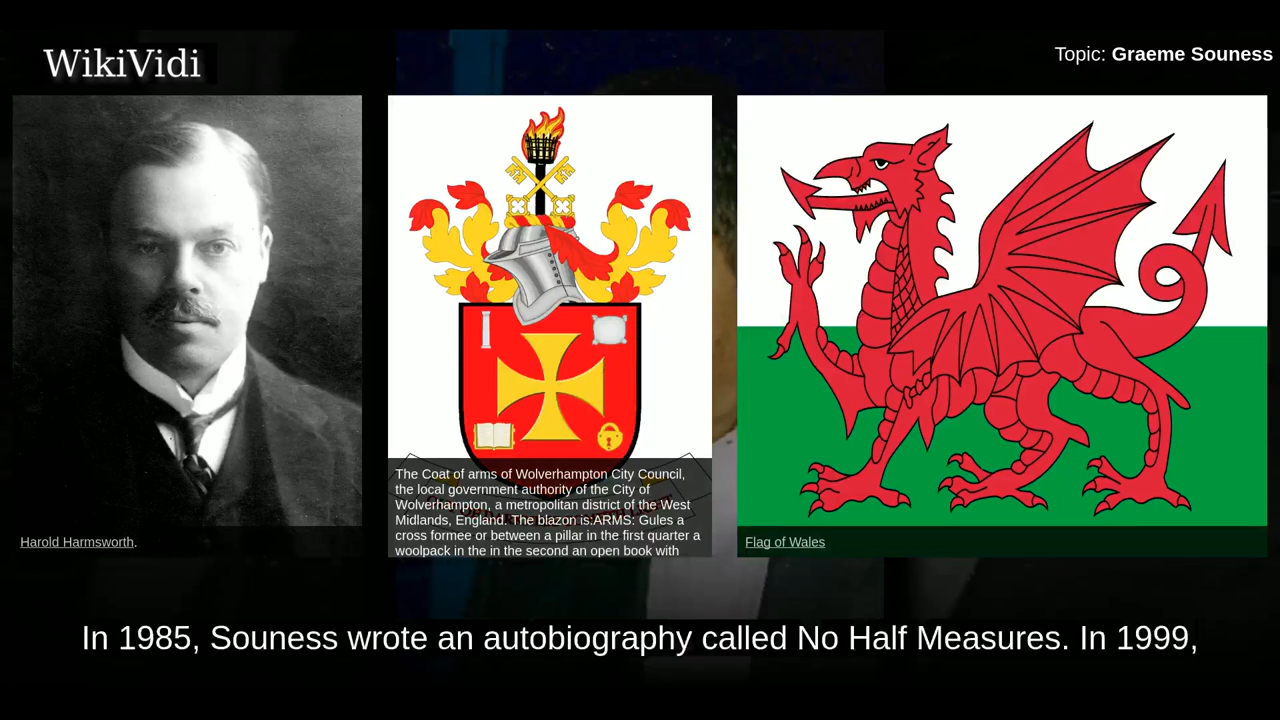 WikiVidi
Topic: Graeme Souness
Harold Harmsworth.
The Coat of arms of Wolverhampton City Council,
the local government authority of the City of
Wolverhampton, a metropolitan district of the West
Midlands, England. The blazon is:ARMS: Gules a
cross formee or between a pillar in the first quarter a
woolpack in the in the second an open book with
Flag of Wales
In 1985, Souness wrote an autobiography called No Half Measures. In 1999,